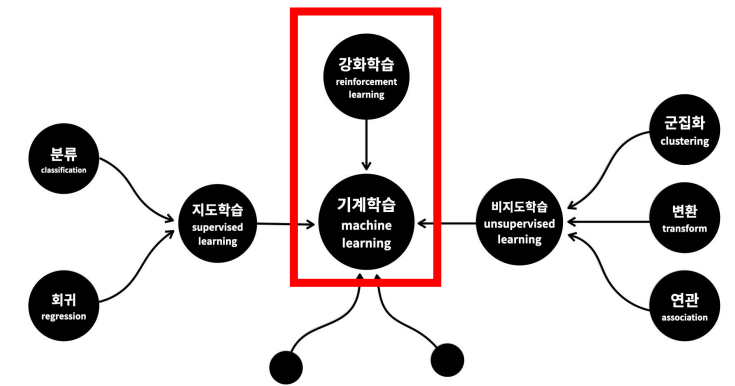 강화학습
reinforcement
learning
분류
classification
지도학습
supervised
learning
회귀
regression
기계학습
machine
learning
비지도학습
unsupervised
learning
군집화
clustering
변환
transform
연관
association